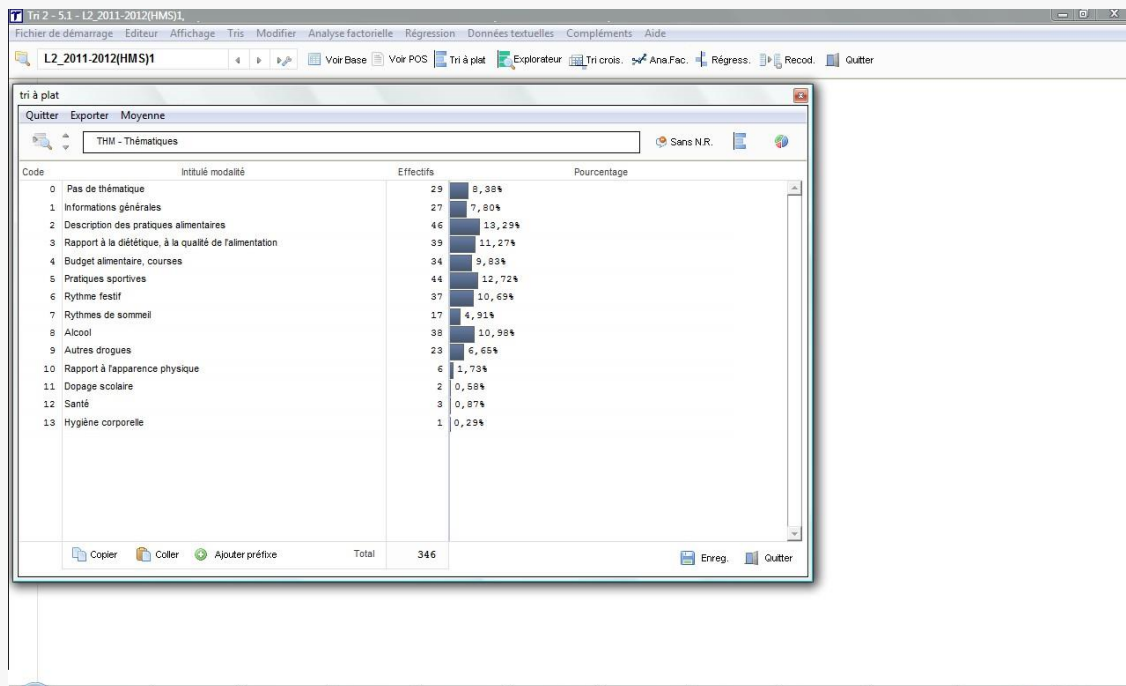 Tri 2 - 5.1 - L2_2011-2012(HMS)1,
Fichier de démarrage Editeur Affichage Tris Modifier Analyse factorielle Régression Données textuelles Compléments Aide
L2_2011-2012(HMS)1 Voir Base Voir POS Tri à plat Explorateur Tri crois. Ana.Fac. Régress. Recod. Quitter
tri à plat
Quitter Exporter Moyenne
THM - Thématiques Sans N.R.
Code Intitulé modalité Effectifs Pourcentage
0 Pas de thématique 29 8,38%
1 Informations générales 27 7,80%
2 Description des pratiques alimentaires 46 13,29%
3 Rapport à la diététique, à la qualité de l'alimentation 39 11,27%
4 Budget alimentaire, courses 34 9,83%
5 Pratiques sportives 44 12,72%
6 Rythme festif 37 10,69%
7 Rythmes de sommeil 17 4,91%
8 Alcool 38 10,98%
9 Autres drogues 23 6,65%
10 Rapport à l'apparence physique 6 1,73%
11 Dopage scolaire 2 0,58%
12 Santé 3 0,87%
13 Hygiène corporelle 1 0,29%
Copier Coller Ajouter préfixe Total 346 Enreg. Quitter